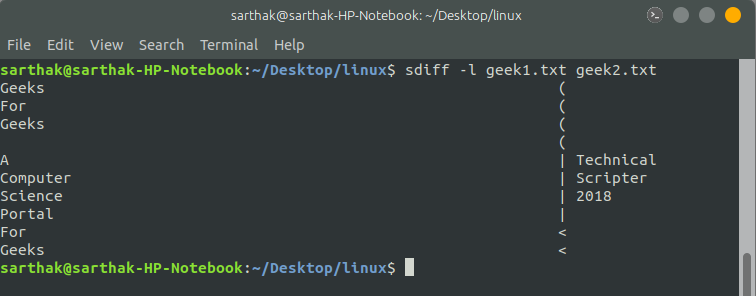 sarthak@sarthak-HP-Notebook: ~/Desktop/linux
File Edit View Search Terminal Help
sarthak@sarthak-HP-Notebook:~/Desktop/linux$ sdiff -l geek1.txt geek2.txt
Geeks (
For (
Geeks (
(
A | Technical
Computer | Scripter
Science | 2018
Portal |
For <
Geeks <
sarthak@sarthak-HP-Notebook:~/Desktop/linux$